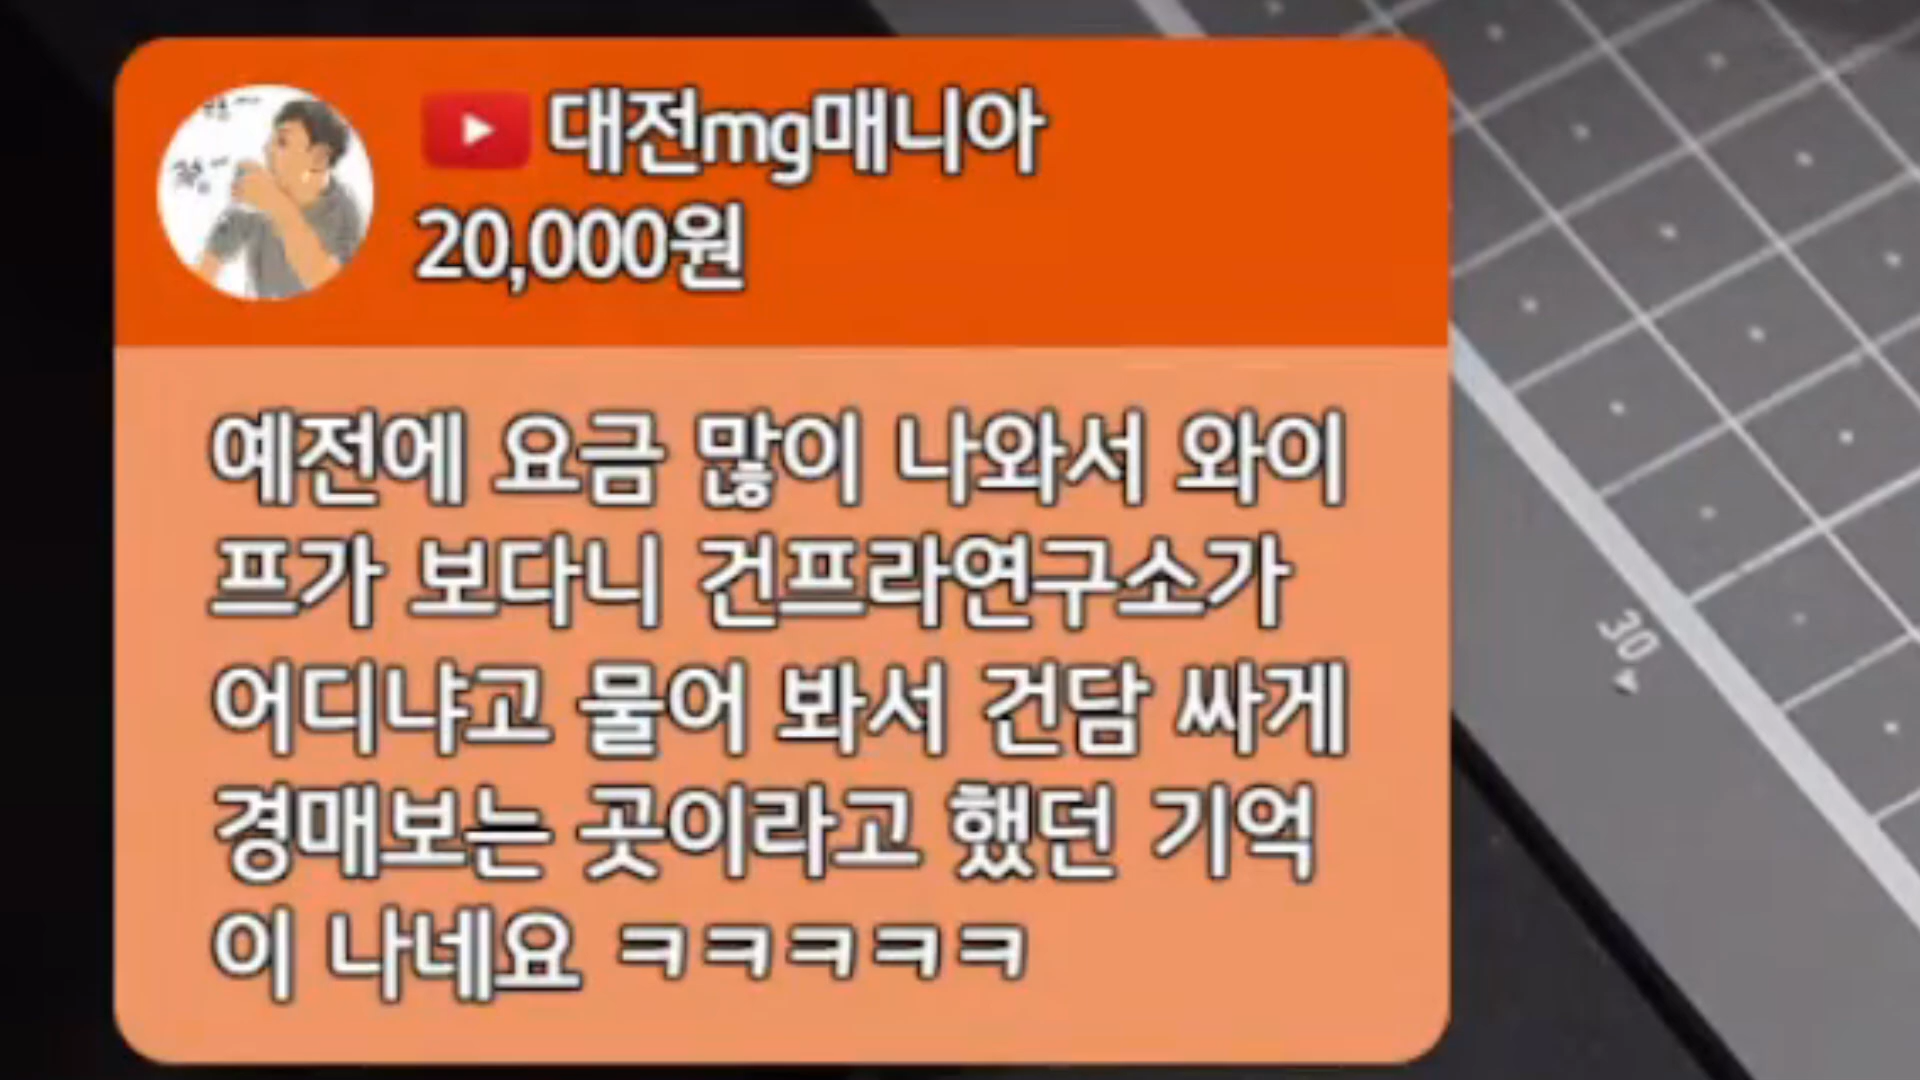 대전mg매니아
20,000원
예전에 요금 많이 나와서 와이
프가 보다니 건프라연구소가
어디냐고 물어 봐서 건담 싸게
경매보는 곳이라고 했던 기억
이 나네요 ㅋㅋㅋㅋㅋ
30